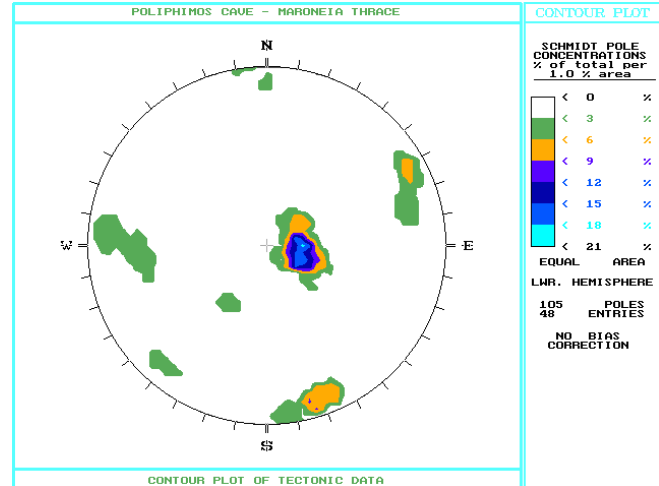 POLIPHIMOS CAVE - MARONEIA THRACE
CONTOUR PLOT
SCHMIDT POLE
CONCENTRATIONS
% of total per
1.0 % area
< 0 %
< 3 %
< 6 %
< 9 %
< 12 %
< 15 %
< 18 %
< 21 %
EQUAL AREA
LWR. HEMISPHERE
105 POLES
48 ENTRIES
NO BIAS
CORRECTION
N
W
E
S
CONTOUR PLOT OF TECTONIC DATA